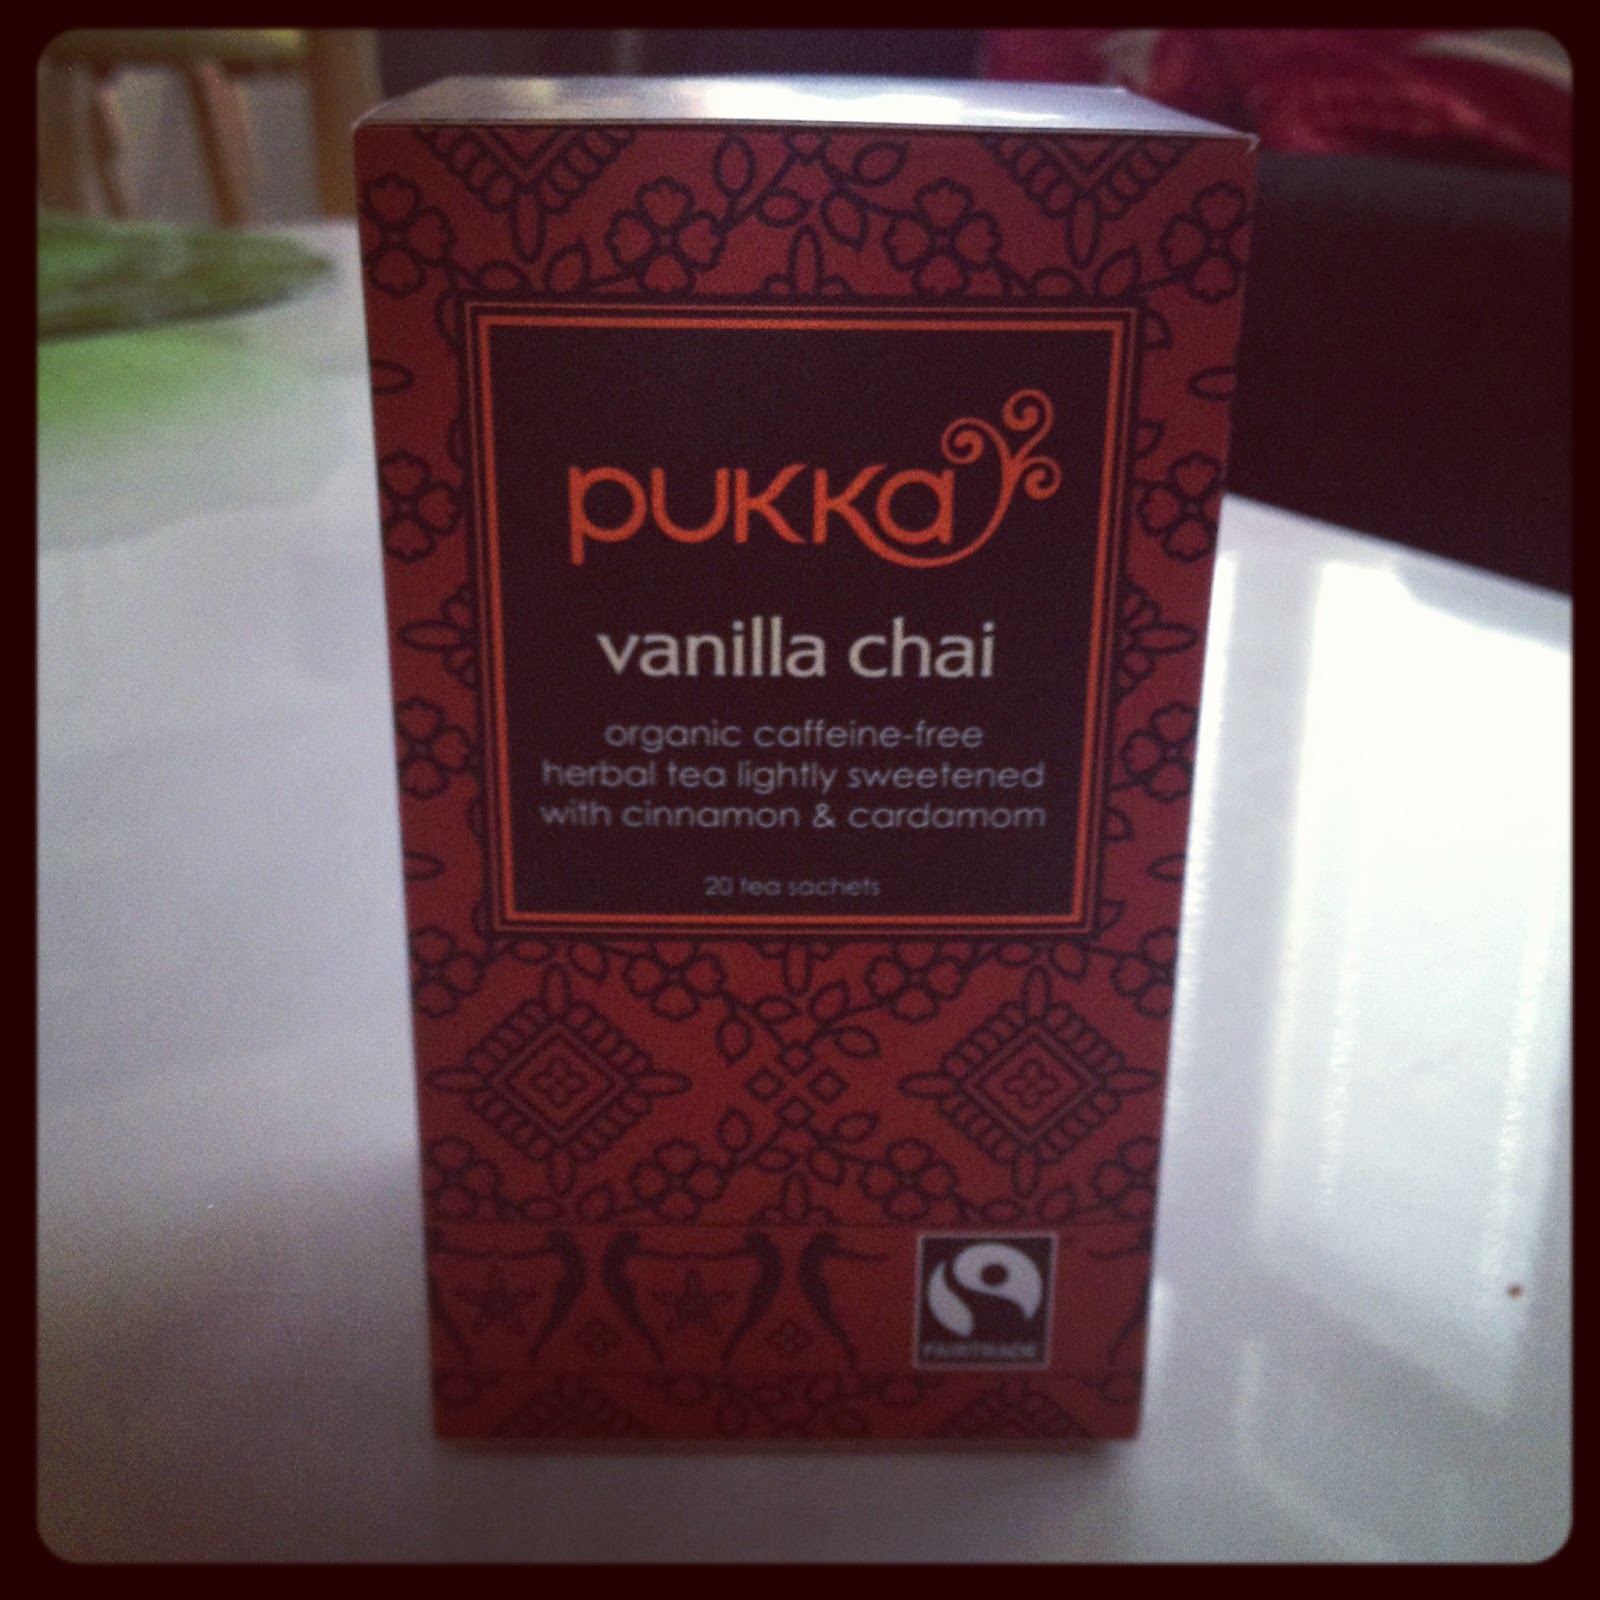 pukka
vanilla chai
organic caffeine-free
herbal tea lightly sweetened
with cinnamon & cardamom
20 tea sachets
FAIRTRADE